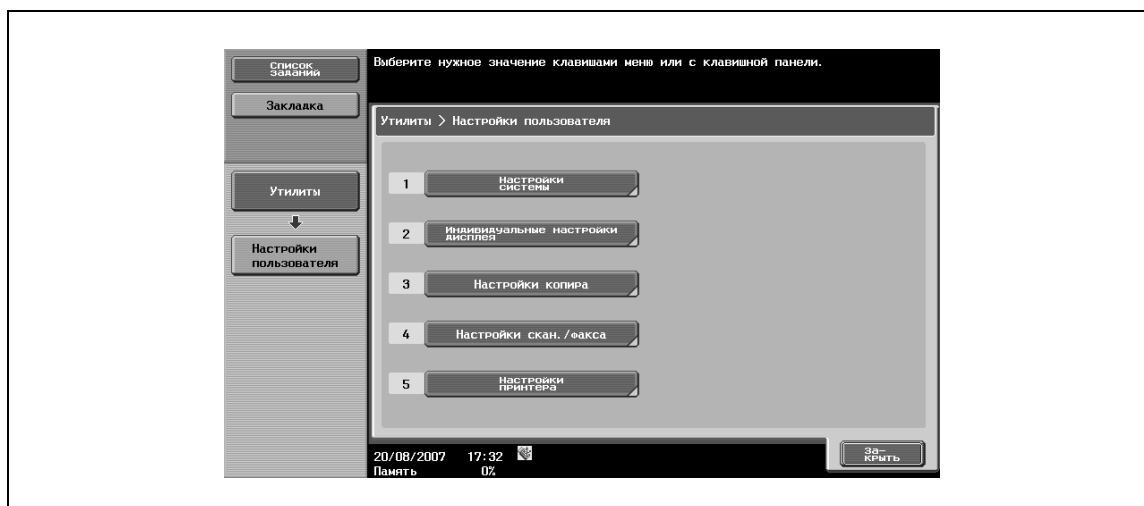 Список
заданий
Закладка
Утилиты
Настройки
пользователя
Выберите нужное значение клавишами меню или с клавишной панели.
Утилиты > Настройки пользователя
1 Настройки
системы
2 Индивидуальные настройки
дисплея
3 Настройки копира
4 Настройки скан./факса
5 Настройки
принтера
20/08/2007 17:32
Память 0%
За-
крыть